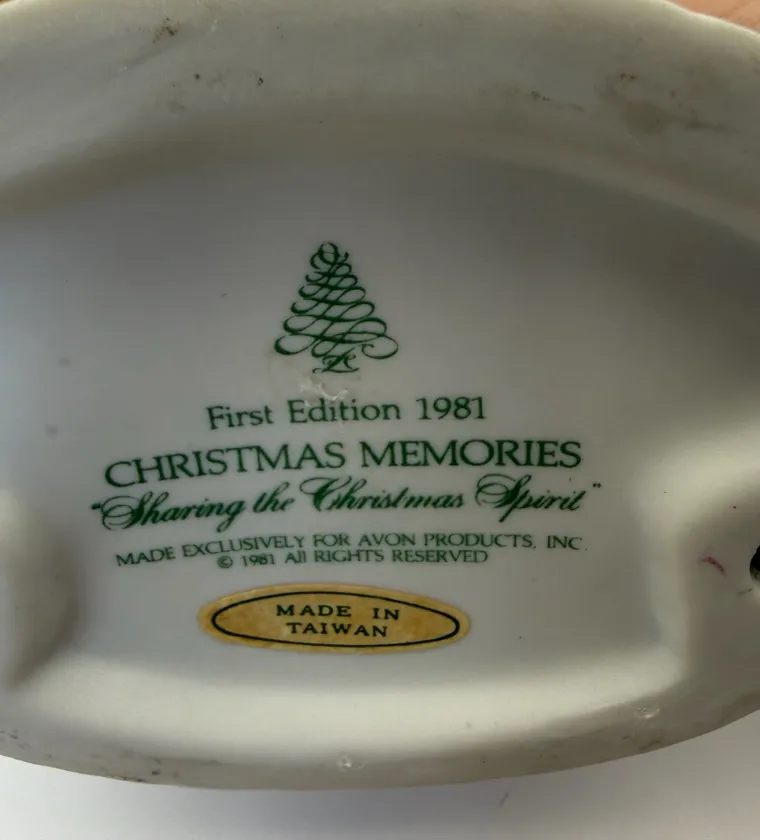 First Edition 1981
CHRISTMAS MEMORIES
"Sharing the Christmas Spirit"
MADE EXCLUSIVELY FOR AVON PRODUCTS, INC.
© 1981 All RIGHTS RESERVED
MADE IN
TAIWAN